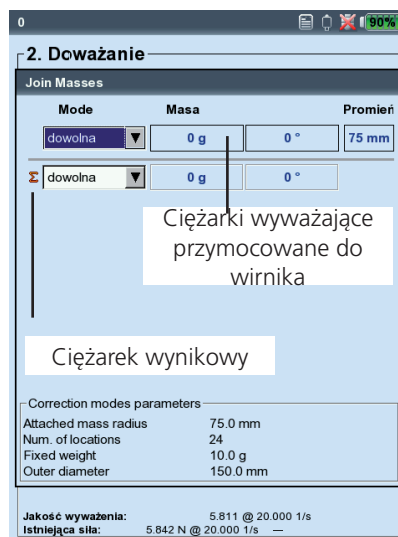 0 90%
2. Doważanie
Join Masses
Mode Masa Promień
dowolna 0 g 0 ° 75 mm
Σ dowolna 0 g 0 °
Ciężarki wyważające
przymocowane do
wirnika
Ciężarek wynikowy
Correction modes parameters
Attached mass radius 75.0 mm
Num. of locations 24
Fixed weight 10.0 g
Outer diameter 150.0 mm
Jakość wyważenia: 5.811 @ 20.000 1/s
Istniejąca siła: 5.842 N @ 20.000 1/s —